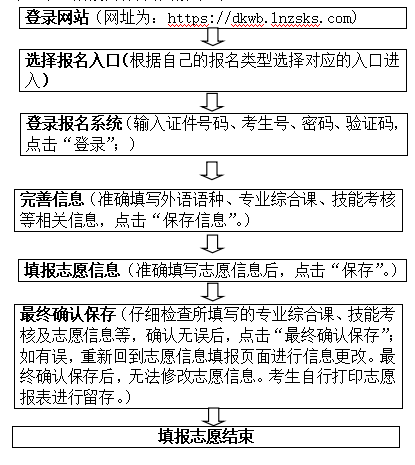 登录网站（网址为：https://dkwb.lnzsks.com）
选择报名入口(根据自己的报名类型选择对应的入口进
入)
登录报名系统（输入证件号码、考生号、密码、验证码，
点击“登录”；）
完善信息（准确填写外语语种、专业综合课、技能考核
等相关信息，点击“保存信息”。）
填报志愿信息（准确填写志愿信息后，点击“保存”。）
最终确认保存（仔细检查所填写的专业综合课、技能考
核及志愿信息等，确认无误后，点击“最终确认保存”；
如有误，重新回到志愿信息填报页面进行信息更改。最
终确认保存后，无法修改志愿信息。考生自行打印志愿
报表进行留存。）
填报志愿结束